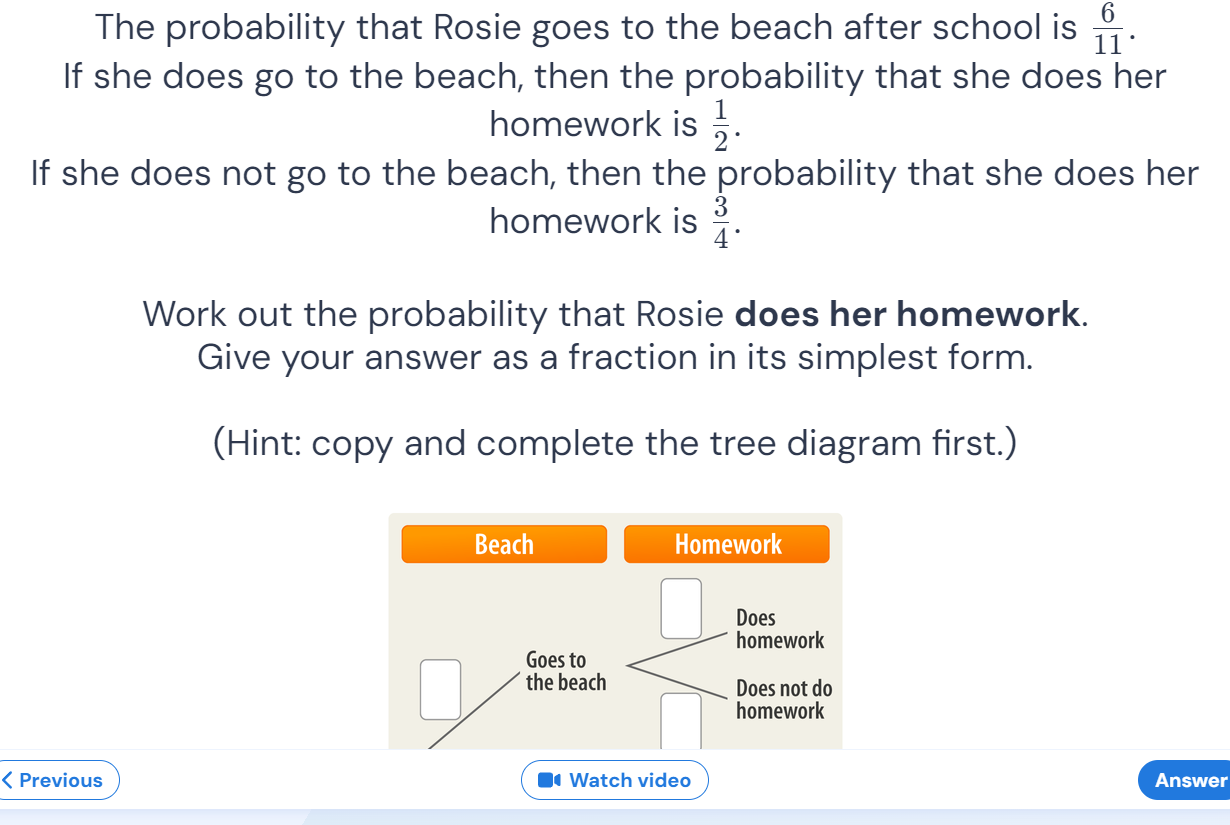 The probability that Rosie goes to the beach after school is 6/11.
If she does go to the beach, then the probability that she does her
homework is 1/2.
If she does not go to the beach, then the probability that she does her
homework is 3/4.
Work out the probability that Rosie does her homework.
Give your answer as a fraction in its simplest form.
(Hint: copy and complete the tree diagram first.)
Beach
Homework
Does
homework
Goes to
the beach
Does not do
homework
Previous
Watch video
Answer